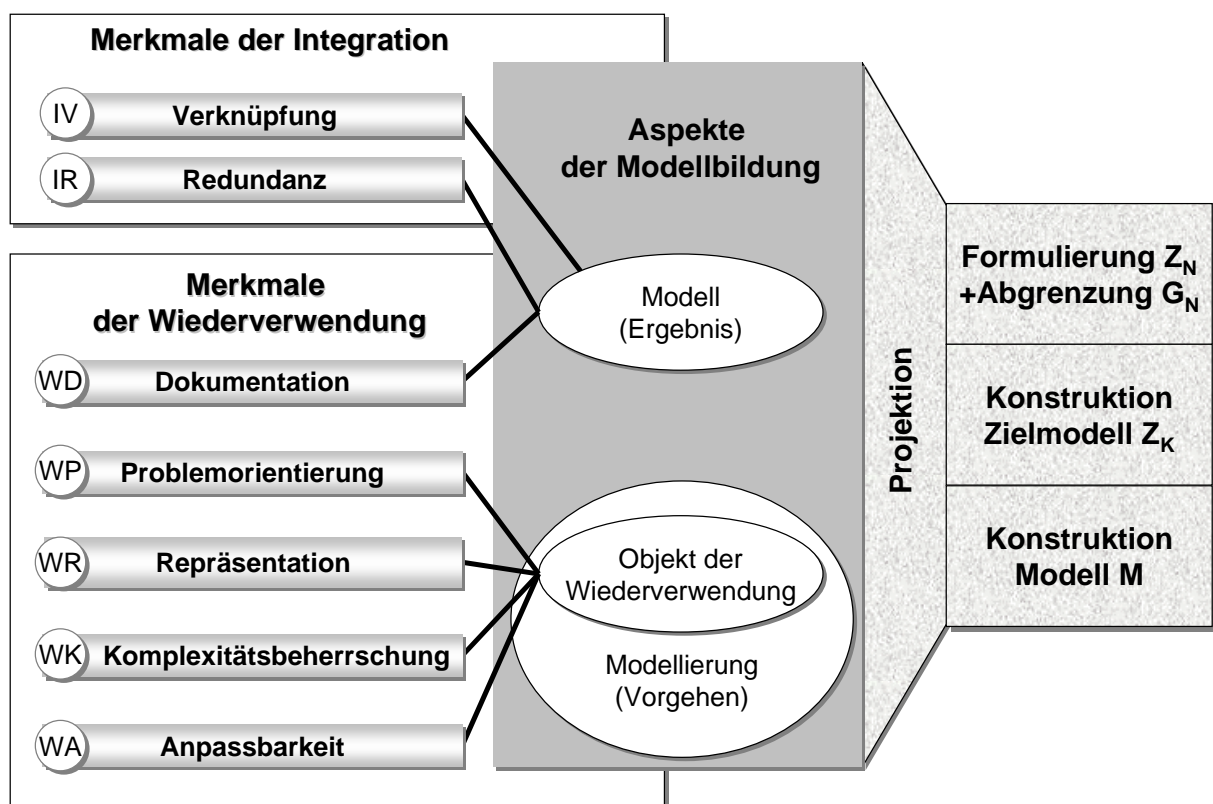 Merkmale der Integration
IV
Verknüpfung
IR
Redundanz
Merkmale
der Wiederverwendung
WD
Dokumentation
WP
Problemorientierung
WR
Repräsentation
WK
Komplexitätsbeherrschung
WA
Anpassbarkeit
Aspekte
der Modellbildung
Modell
(Ergebnis)
Objekt der
Wiederverwendung
Modellierung
(Vorgehen)
Projektion
Formulierung Z_N
+Abgrenzung G_N
Konstruktion
Zielmodell Z_K
Konstruktion
Modell M